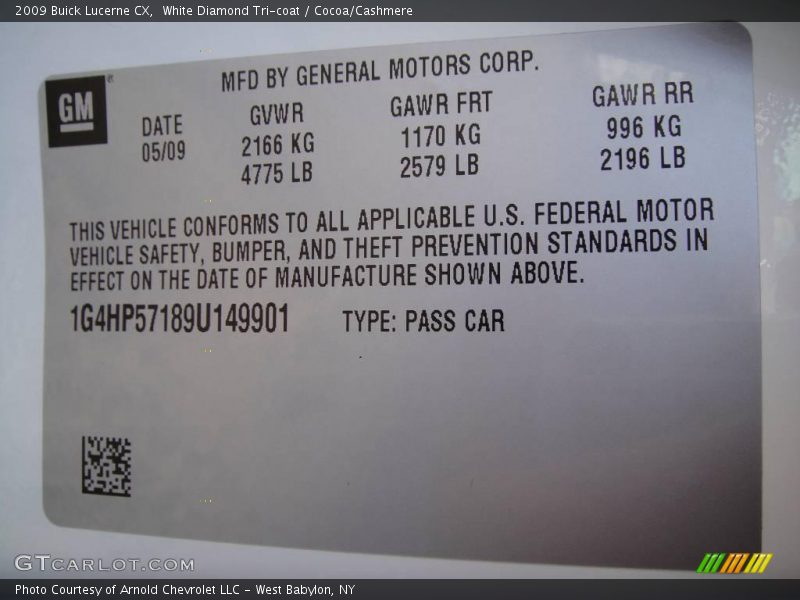 2009 Buick Lucerne CX, White Diamond Tri-coat / Cocoa/Cashmere
MFD BY GENERAL MOTORS CORP.
GM®
DATE GVWR GAWR FRT GAWR RR
05/09 2166 KG 1170 KG 996 KG
4775 LB 2579 LB 2196 LB
THIS VEHICLE CONFORMS TO ALL APPLICABLE U.S. FEDERAL MOTOR
VEHICLE SAFETY, BUMPER, AND THEFT PREVENTION STANDARDS IN
EFFECT ON THE DATE OF MANUFACTURE SHOWN ABOVE.
1G4HP57189U149901 TYPE: PASS CAR
GTCARLOT.COM
Photo Courtesy of Arnold Chevrolet LLC - West Babylon, NY